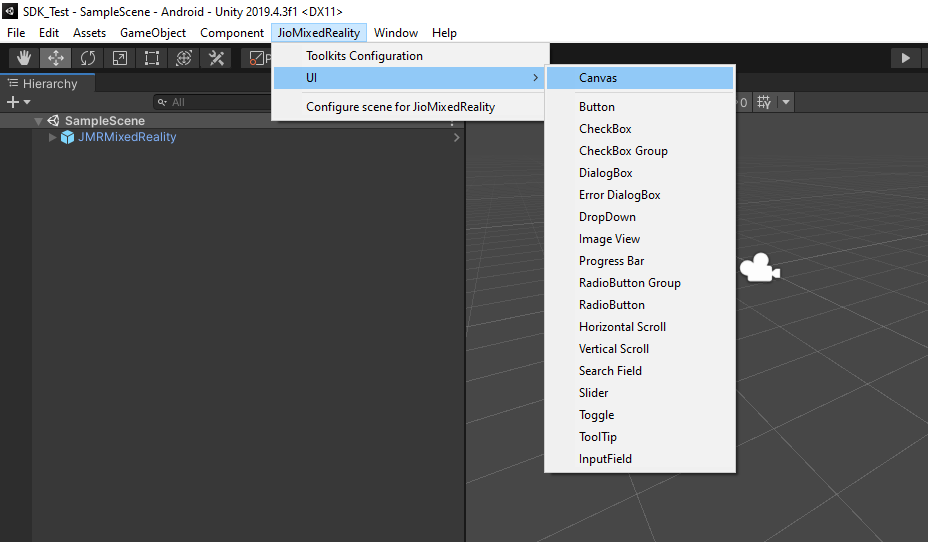 SDK_Test - SampleScene - Android - Unity 2019.4.3f1 <DX11>
File Edit Assets GameObject Component JioMixedReality Window Help
Toolkits Configuration
UI
Configure scene for JioMixedReality
Canvas
Button
CheckBox
CheckBox Group
DialogBox
Error DialogBox
DropDown
Image View
Progress Bar
RadioButton Group
RadioButton
Horizontal Scroll
Vertical Scroll
Search Field
Slider
Toggle
ToolTip
InputField
P
Hierarchy
All
0
SampleScene
JMRMixedReality